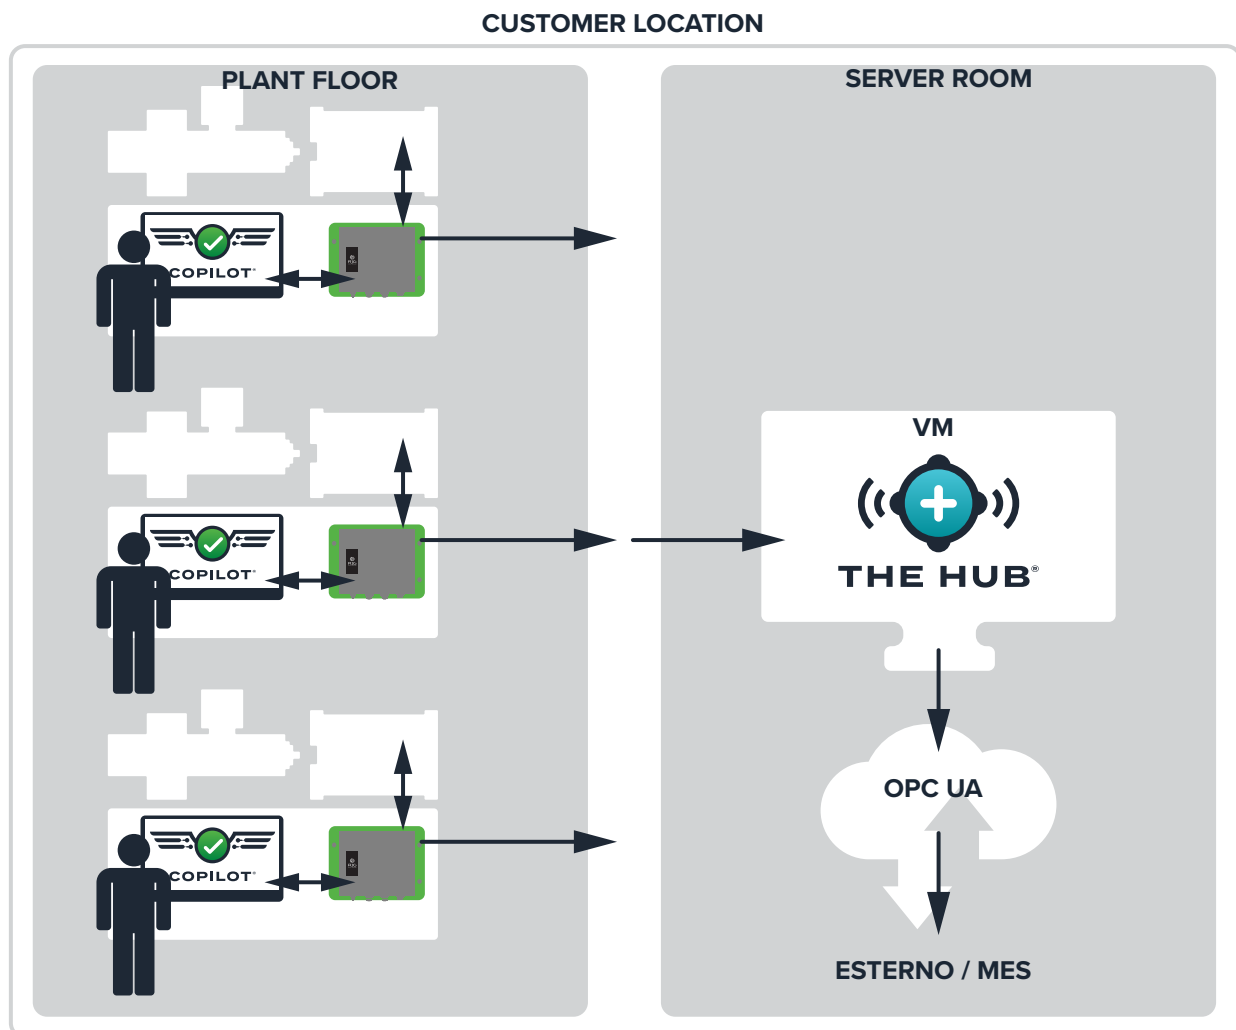 CUSTOMER LOCATION
PLANT FLOOR
SERVER ROOM
COPILOT®
COPILOT®
COPILOT®
VM
THE HUB®
OPC UA
ESTERNO / MES